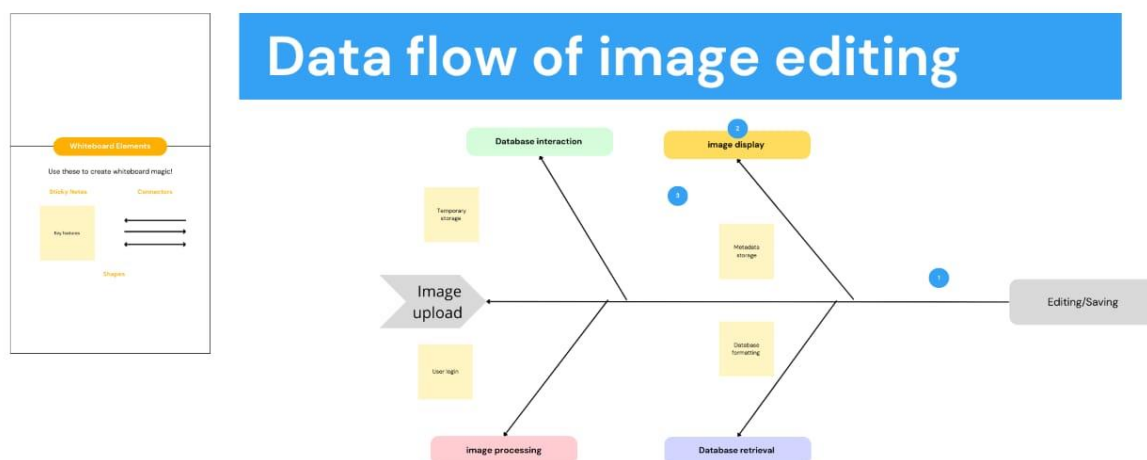 Data flow of image editing
Whiteboard Elements
Use these to create whiteboard magic!
Sticky Notes
Connectors
Key features
Shapes
2
Database interaction
image display
3
Temporary
storage
Metadata
storage
1
Image
upload
Editing/Saving
User login
Database
formatting
image processing
Database retrieval